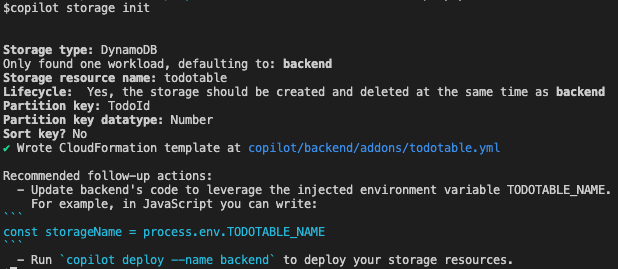 $copilot storage init
Storage type: DynamoDB
Only found one workload, defaulting to: backend
Storage resource name: todotable
Lifecycle:  Yes, the storage should be created and deleted at the same time as backend
Partition key: TodoId
Partition key datatype: Number
Sort key? No
✔ Wrote CloudFormation template at copilot/backend/addons/todotable.yml
Recommended follow-up actions:
  - Update backend's code to leverage the injected environment variable TODOTABLE_NAME.
    For example, in JavaScript you can write:
```
const storageName = process.env.TODOTABLE_NAME
```
  - Run `copilot deploy --name backend` to deploy your storage resources.